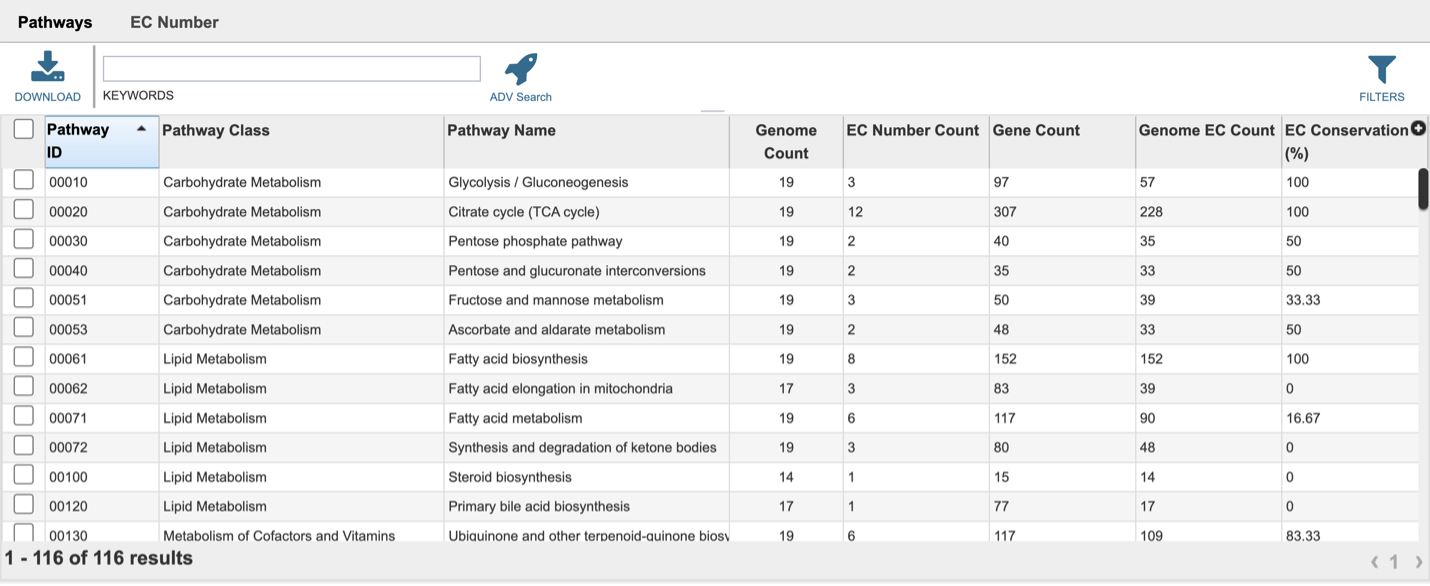 Pathways EC Number
DOWNLOAD KEYWORDS ADV Search FILTERS
Pathway ID Pathway Class Pathway Name Genome Count EC Number Count Gene Count Genome EC Count EC Conservation (%)
00010 Carbohydrate Metabolism Glycolysis / Gluconeogenesis 19 3 97 57 100
00020 Carbohydrate Metabolism Citrate cycle (TCA cycle) 19 12 307 228 100
00030 Carbohydrate Metabolism Pentose phosphate pathway 19 2 40 35 50
00040 Carbohydrate Metabolism Pentose and glucuronate interconversions 19 2 35 33 50
00051 Carbohydrate Metabolism Fructose and mannose metabolism 19 3 50 39 33.33
00053 Carbohydrate Metabolism Ascorbate and aldarate metabolism 19 2 48 33 50
00061 Lipid Metabolism Fatty acid biosynthesis 19 8 152 152 100
00062 Lipid Metabolism Fatty acid elongation in mitochondria 17 3 83 39 0
00071 Lipid Metabolism Fatty acid metabolism 19 6 117 90 16.67
00072 Lipid Metabolism Synthesis and degradation of ketone bodies 19 3 80 48 0
00100 Lipid Metabolism Steroid biosynthesis 14 1 15 14 0
00120 Lipid Metabolism Primary bile acid biosynthesis 17 1 77 17 0
00130 Metabolism of Cofactors and Vitamins Ubiquinone and other terpenoid-quinone biosy 19 6 117 109 83.33
1 - 116 of 116 results ‹ 1 ›